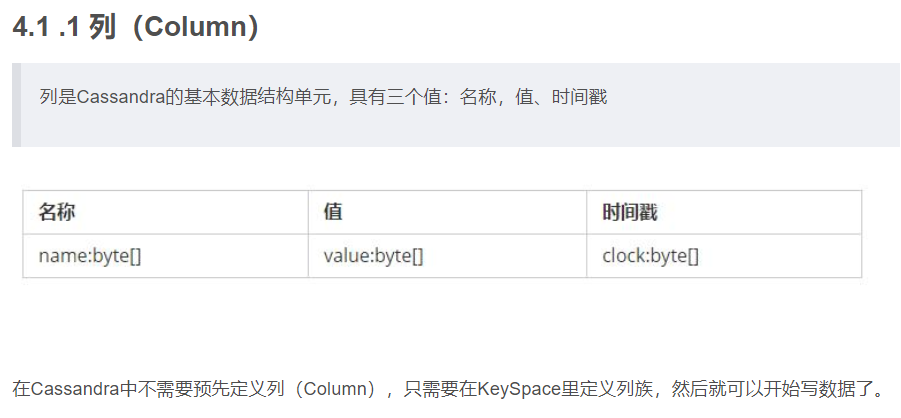 4.1 .1 列（Column）
列是Cassandra的基本数据结构单元，具有三个值：名称，值、时间戳
名称 值 时间戳
name:byte[] value:byte[] clock:byte[]
在Cassandra中不需要预先定义列（Column），只需要在KeySpace里定义列族，然后就可以开始写数据了。